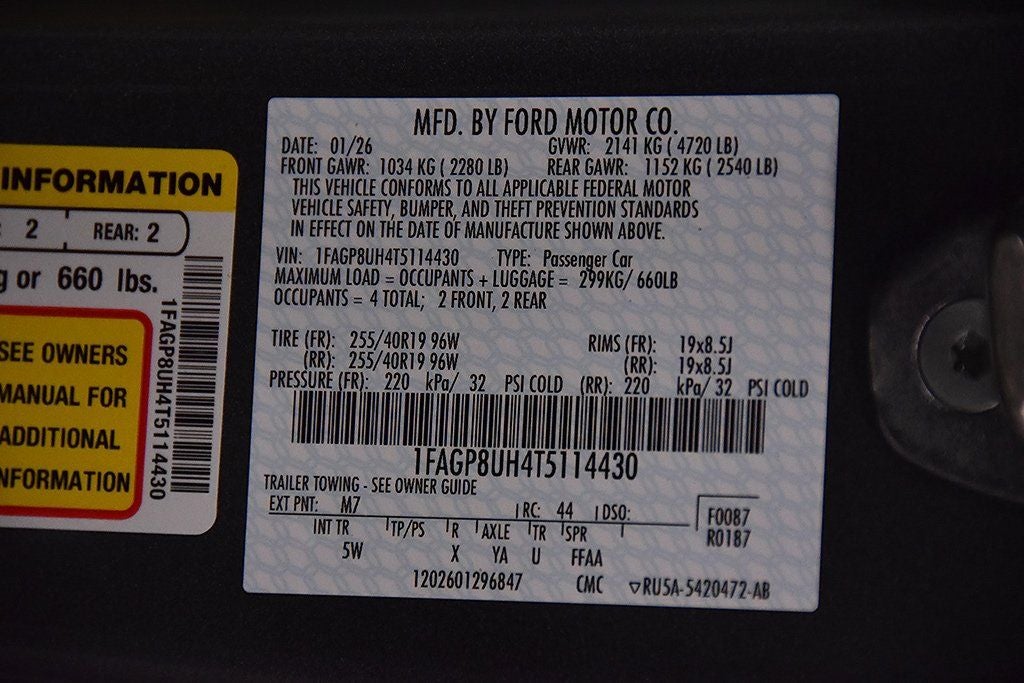 INFORMATION
: 2 REAR: 2
g or 660 lbs.
SEE OWNERS
MANUAL FOR
ADDITIONAL
INFORMATION
1FAGP8UH4T5114430
MFD. BY FORD MOTOR CO.
DATE: 01/26 GVWR: 2141 KG ( 4720 LB)
FRONT GAWR: 1034 KG ( 2280 LB) REAR GAWR: 1152 KG ( 2540 LB)
THIS VEHICLE CONFORMS TO ALL APPLICABLE FEDERAL MOTOR
VEHICLE SAFETY, BUMPER, AND THEFT PREVENTION STANDARDS
IN EFFECT ON THE DATE OF MANUFACTURE SHOWN ABOVE.
VIN: 1FAGP8UH4T5114430 TYPE: Passenger Car
MAXIMUM LOAD = OCCUPANTS + LUGGAGE = 299KG/ 660LB
OCCUPANTS = 4 TOTAL; 2 FRONT, 2 REAR
TIRE (FR): 255/40R19 96W RIMS (FR): 19x8.5J
(RR): 255/40R19 96W (RR): 19x8.5J
PRESSURE (FR): 220 kPa/ 32 PSI COLD (RR): 220 kPa/ 32 PSI COLD
1FAGP8UH4T5114430
TRAILER TOWING - SEE OWNER GUIDE
EXT PNT: M7 RC: 44 DSO: F0087
INT TR TP/PS R AXLE TR SPR R0187
5W X YA U FFAA
1202601296847 CMC ▽RU5A-5420472-AB